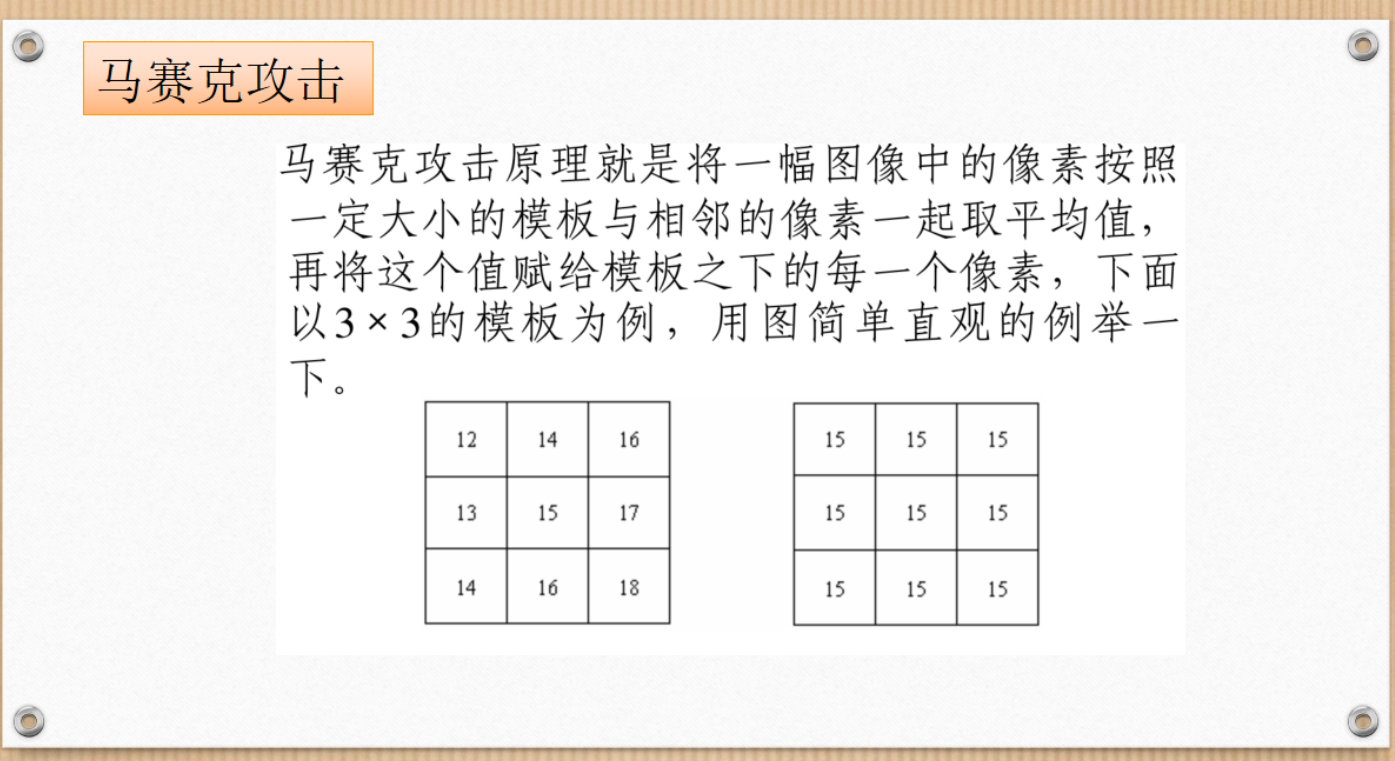 马赛克攻击
马赛克攻击原理就是将一幅图像中的像素按照
一定大小的模板与相邻的像素一起取平均值，
再将这个值赋给模板之下的每一个像素，下面
以3×3的模板为例，用图简单直观的例举一
下。
12 14 16
13 15 17
14 16 18
15 15 15
15 15 15
15 15 15